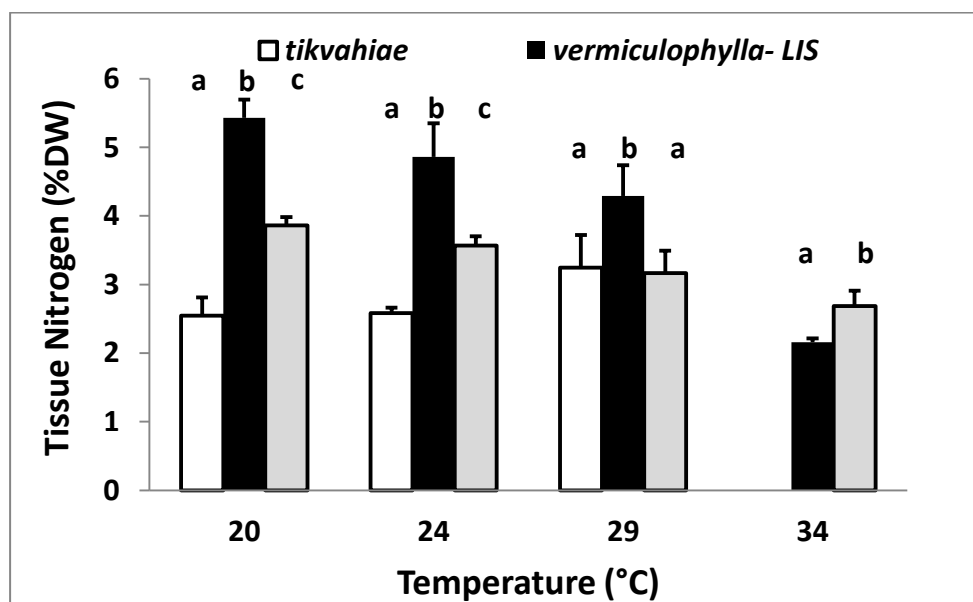 tikvahiae vermiculophylla- LIS
a b c
a b c
a b a
a b
Tissue Nitrogen (%DW)
6
5
4
3
2
1
0
20 24 29 34
Temperature (°C)